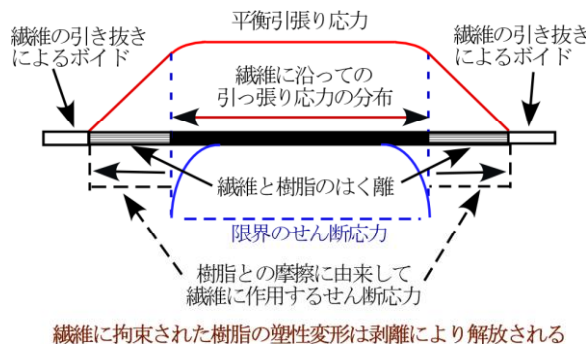 平衡引張り応力
繊維の引き抜き
によるボイド
繊維の引き抜き
によるボイド
繊維に沿っての
引っ張り応力の分布
繊維と樹脂のはく離
限界のせん断応力
樹脂との摩擦に由来して
繊維に作用するせん断応力
繊維に拘束された樹脂の塑性変形は剥離により解放される